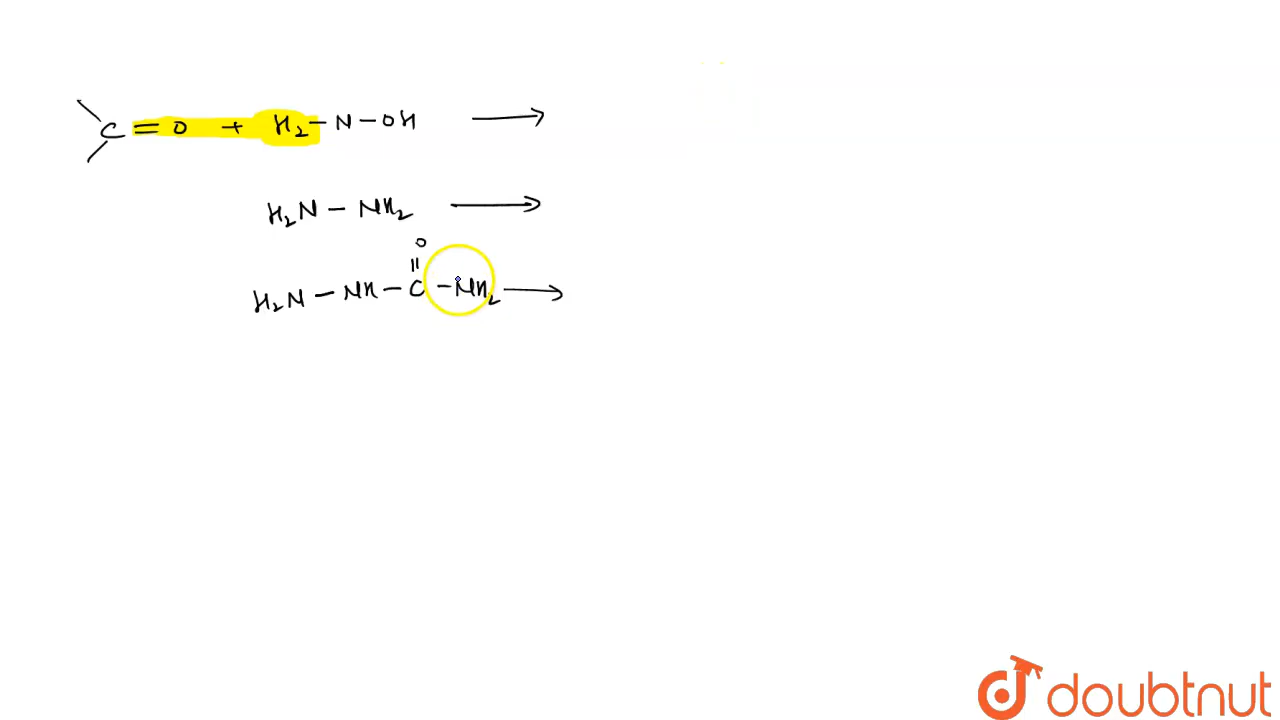 C = O + H2 - N - OH →
H2N - NH2 →
O
||
H2N - NH - C - NH2 →
doubtnut